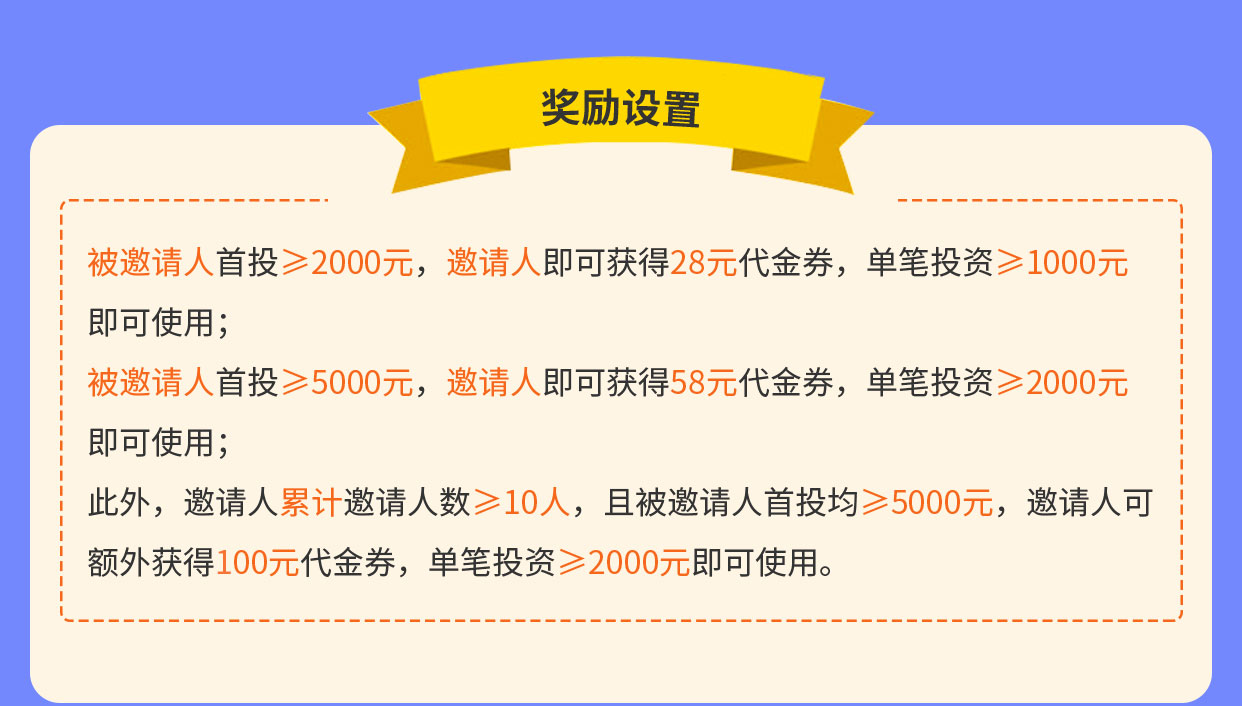 奖励设置
被邀请人首投≥2000元，邀请人即可获得28元代金券，单笔投资≥1000元
即可使用；
被邀请人首投≥5000元，邀请人即可获得58元代金券，单笔投资≥2000元
即可使用；
此外，邀请人累计邀请人数≥10人，且被邀请人首投均≥5000元，邀请人可
额外获得100元代金券，单笔投资≥2000元即可使用。